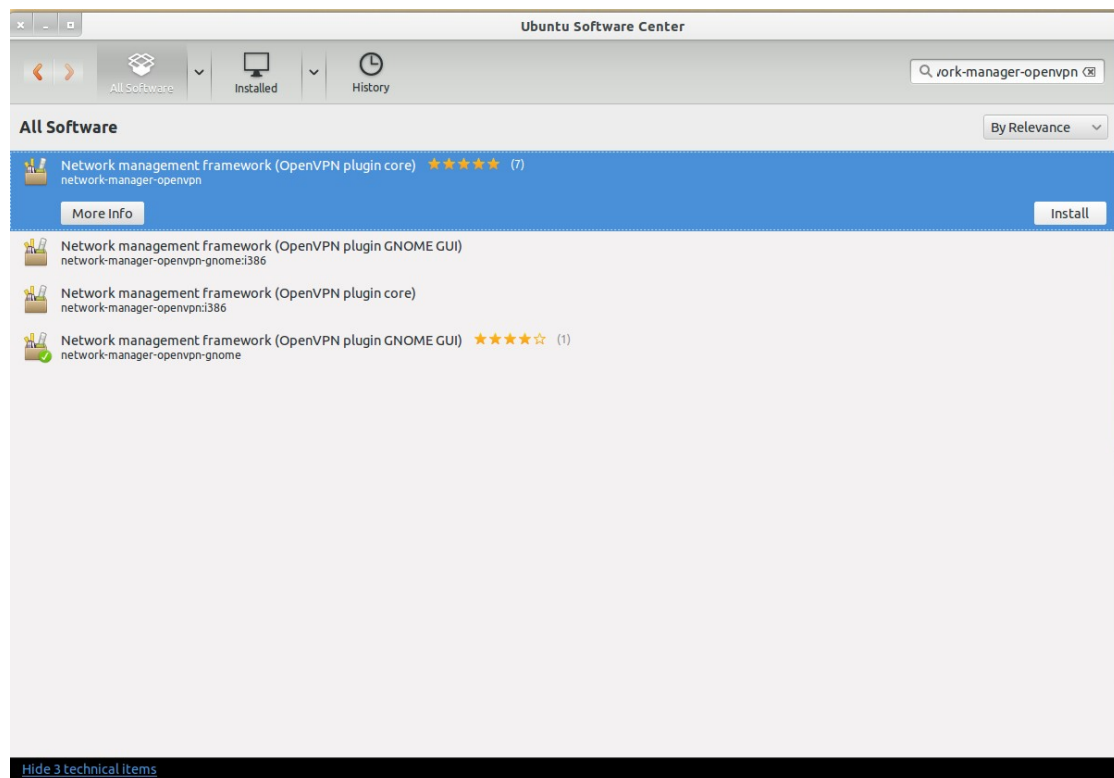 Ubuntu Software Center
All Software
Installed
History
work-manager-openvpn
All Software
By Relevance
Network management framework (OpenVPN plugin core) (7)
network-manager-openvpn
More Info
Install
Network management framework (OpenVPN plugin GNOME GUI)
network-manager-openvpn-gnome:i386
Network management framework (OpenVPN plugin core)
network-manager-openvpn:i386
Network management framework (OpenVPN plugin GNOME GUI) (1)
network-manager-openvpn-gnome
Hide 3 technical items